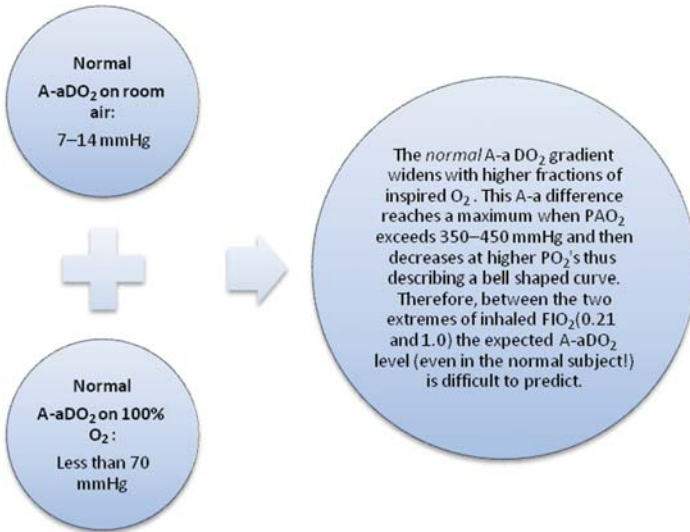 Normal
A-aDO₂ on room
air:
7–14 mmHg
Normal
A-aDO₂ on 100%
O₂ :
Less than 70
mmHg
The normal A-a DO₂ gradient
widens with higher fractions of
inspired O₂ . This A-a difference
reaches a maximum when PAO₂
exceeds 350–450 mmHg and then
decreases at higher PO₂'s thus
describing a bell shaped curve.
Therefore, between the two
extremes of inhaled FIO₂(0.21
and 1.0) the expected A-aDO₂
level (even in the normal subject!)
is difficult to predict.